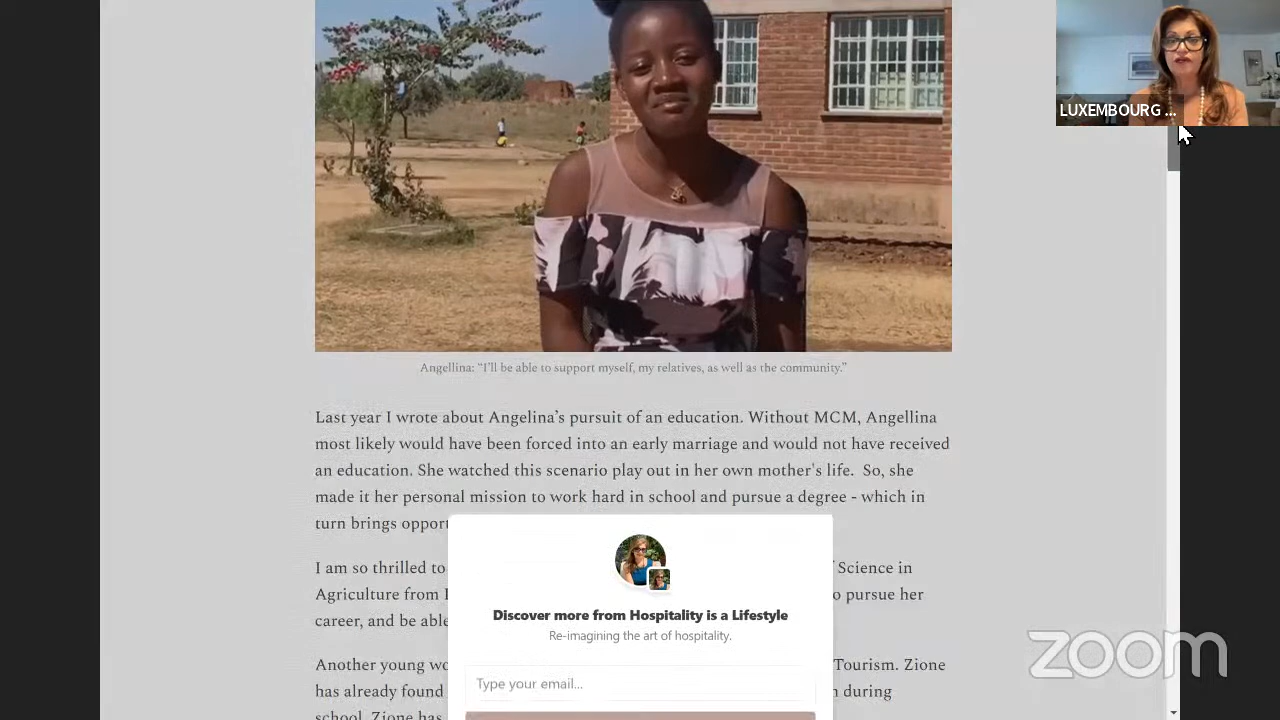 LUXEMBOURG ...
Angellina: “I’ll be able to support myself, my relatives, as well as the community.”
Last year I wrote about Angelina’s pursuit of an education. Without MCM, Angellina
most likely would have been forced into an early marriage and would not have received
an education. She watched this scenario play out in her own mother's life. So, she
made it her personal mission to work hard in school and pursue a degree - which in
turn brings
I am so thrilled to Science in
Agriculture from pursue her
career, and be able
Another young Tourism. Zione
has already found during
school. Zione has
Discover more from Hospitality is a Lifestyle
Re-imagining the art of hospitality.
Type your email...
zoom